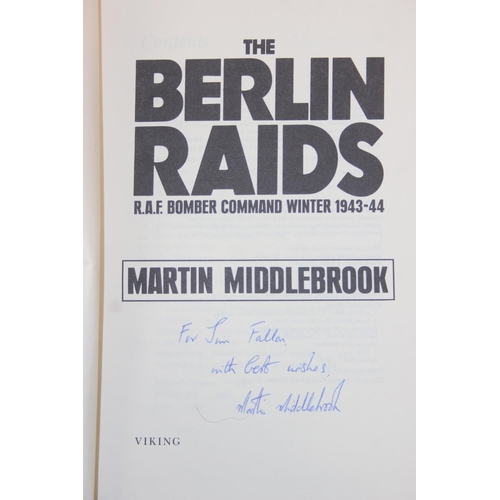 THE
BERLIN
RAIDS
R.A.F. BOMBER COMMAND WINTER 1943-44
MARTIN MIDDLEBROOK
For Jim Fallon,
with best wishes,
Martin Middlebrook
VIKING